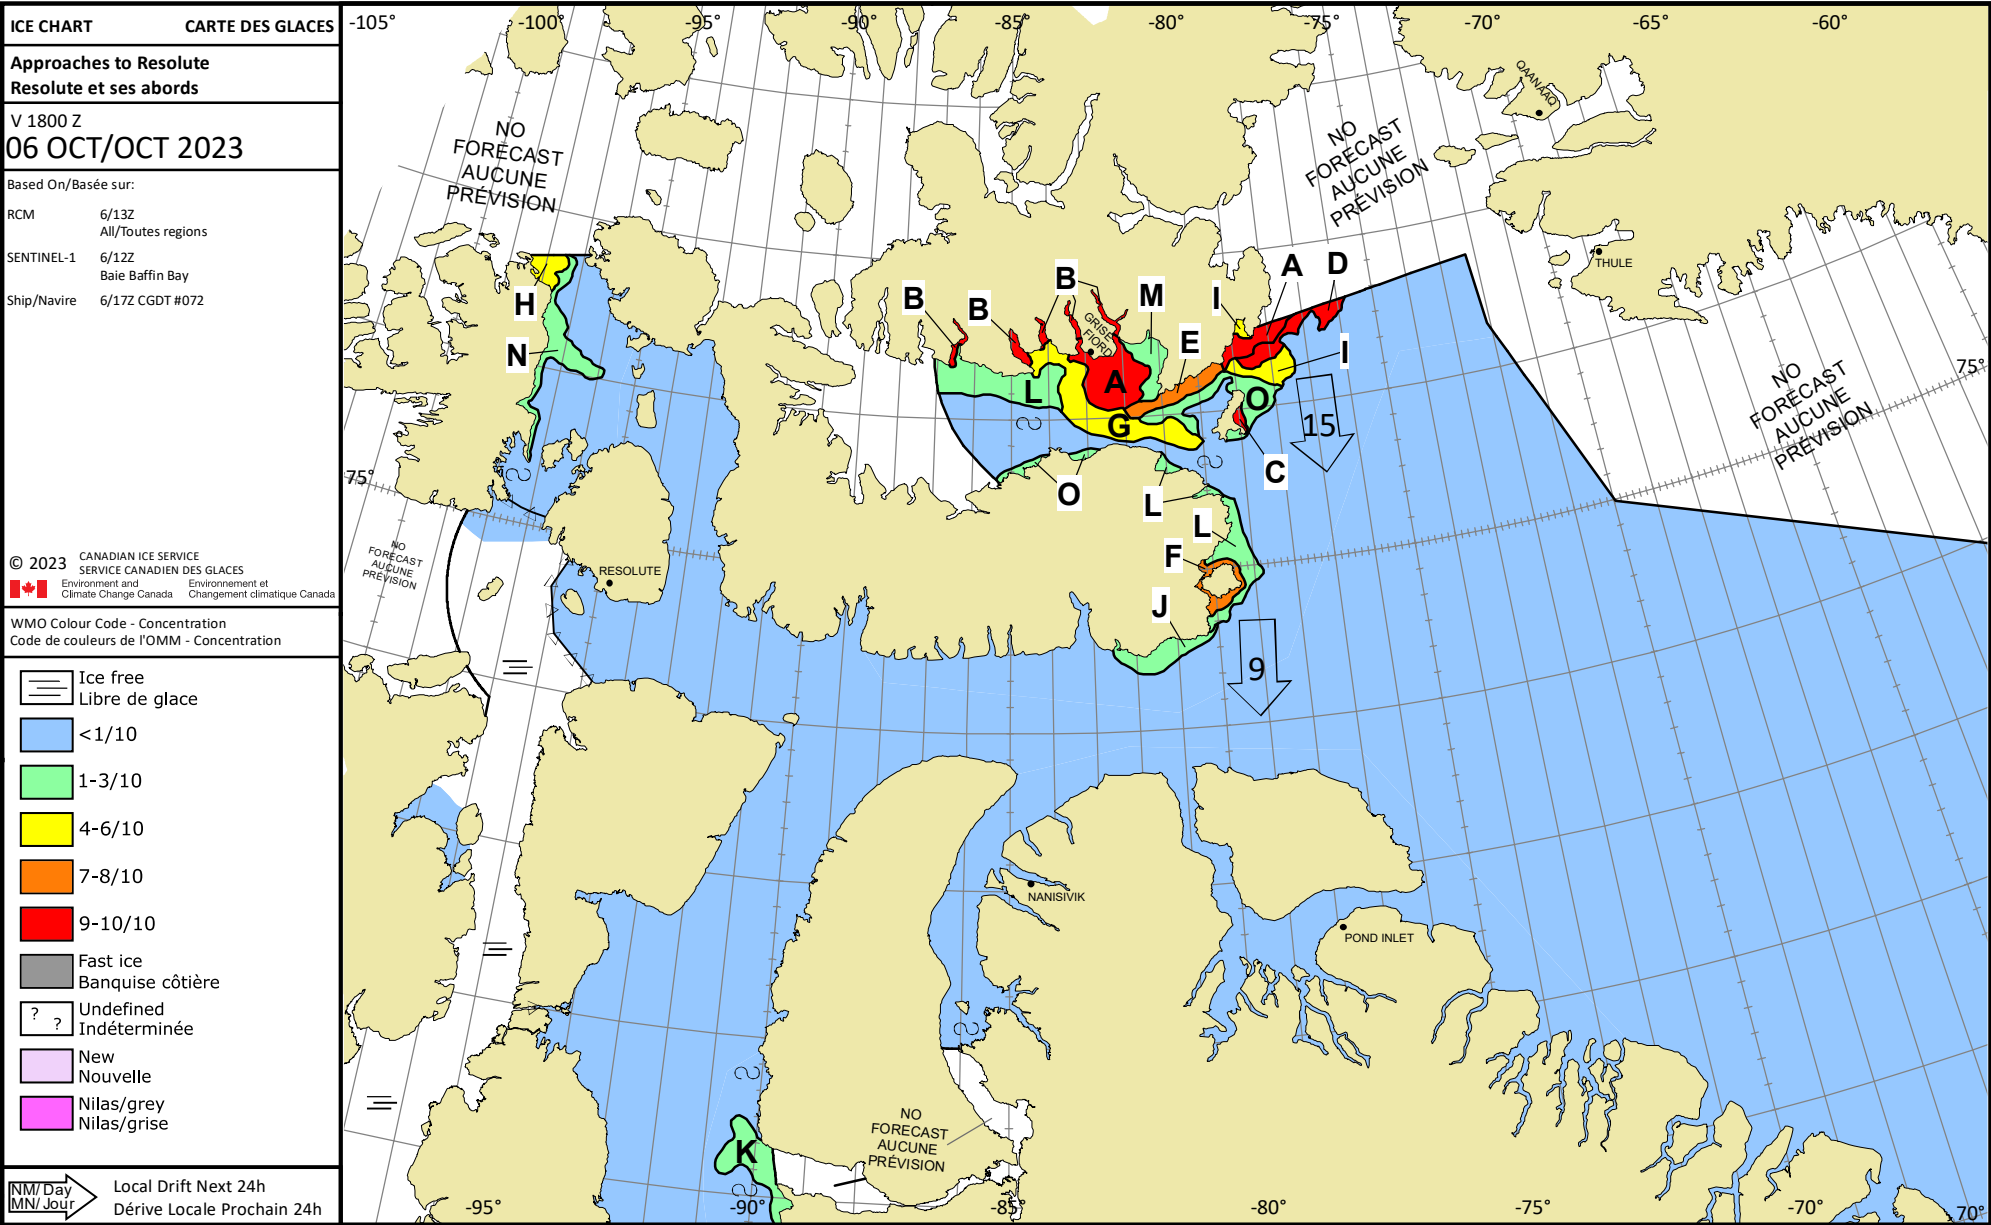 ICE CHART CARTE DES GLACES
Approaches to Resolute
Resolute et ses abords
V 1800 Z
06 OCT/OCT 2023
Based On/Basée sur:
RCM 6/13Z
All/Toutes regions
SENTINEL-1 6/12Z
Baie Baffin Bay
Ship/Navire 6/17Z CGDT #072
© 2023 CANADIAN ICE SERVICE
SERVICE CANADIEN DES GLACES
Environment and Environnement et
Climate Change Canada Changement climatique Canada
WMO Colour Code - Concentration
Code de couleurs de l'OMM - Concentration
Ice free
Libre de glace
<1/10
1-3/10
4-6/10
7-8/10
9-10/10
Fast ice
Banquise côtière
? ?
Undefined
Indéterminée
New
Nouvelle
Nilas/grey
Nilas/grise
NM/Day
MN/Jour
Local Drift Next 24h
Dérive Locale Prochain 24h
-105° -100° -95° -90° -85° -80° -75° -70° -65° -60°
NO
FORECAST
AUCUNE
PRÉVISION
NO
FORECAST
AUCUNE
PRÉVISION
QAANAAQ
THULE
H
N
B
B
B
GRISE
FIORD
M
I
A
D
E
I
A
L
G
O
15
C
O
L
L
F
J
9
75°
75°
NO
FORECAST
AUCUNE
PRÉVISION
NO
FORECAST
AUCUNE
PRÉVISION
RESOLUTE
NANISIVIK
POND INLET
NO
FORECAST
AUCUNE
PRÉVISION
K
-95° -90° -85° -80° -75° -70° 70°